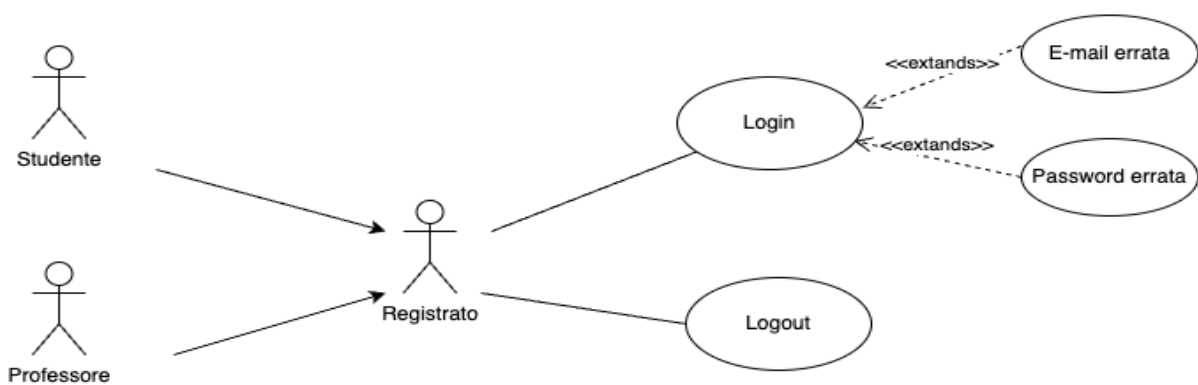 E-mail errata
<<extands>>
Login
<<extands>>
Studente
Password errata
Registrato
Logout
Professore